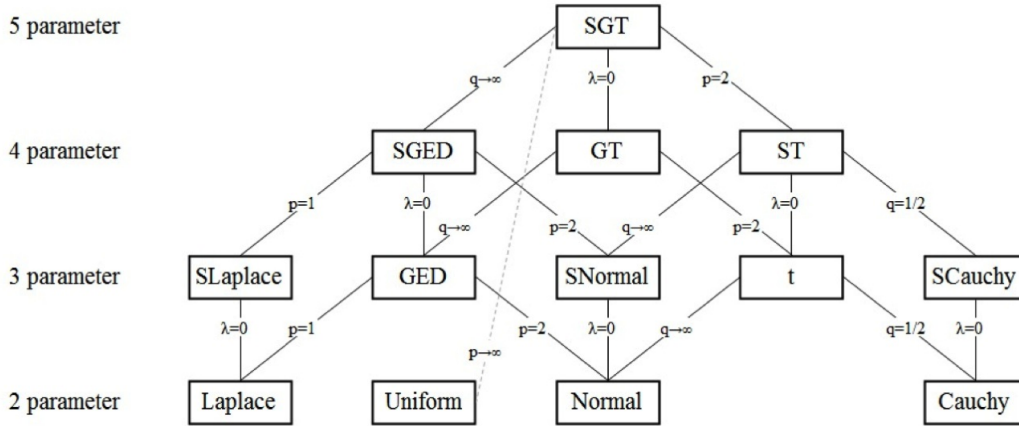 5 parameter SGT
q→∞ λ=0 p=2
4 parameter SGED GT ST
p=1 λ=0 q→∞ p=2 q→∞ p=2 λ=0 q=1/2
3 parameter SLaplace GED SNormal t SCauchy
λ=0 p=1 p→∞ p=2 λ=0 q→∞ q=1/2 λ=0
2 parameter Laplace Uniform Normal Cauchy